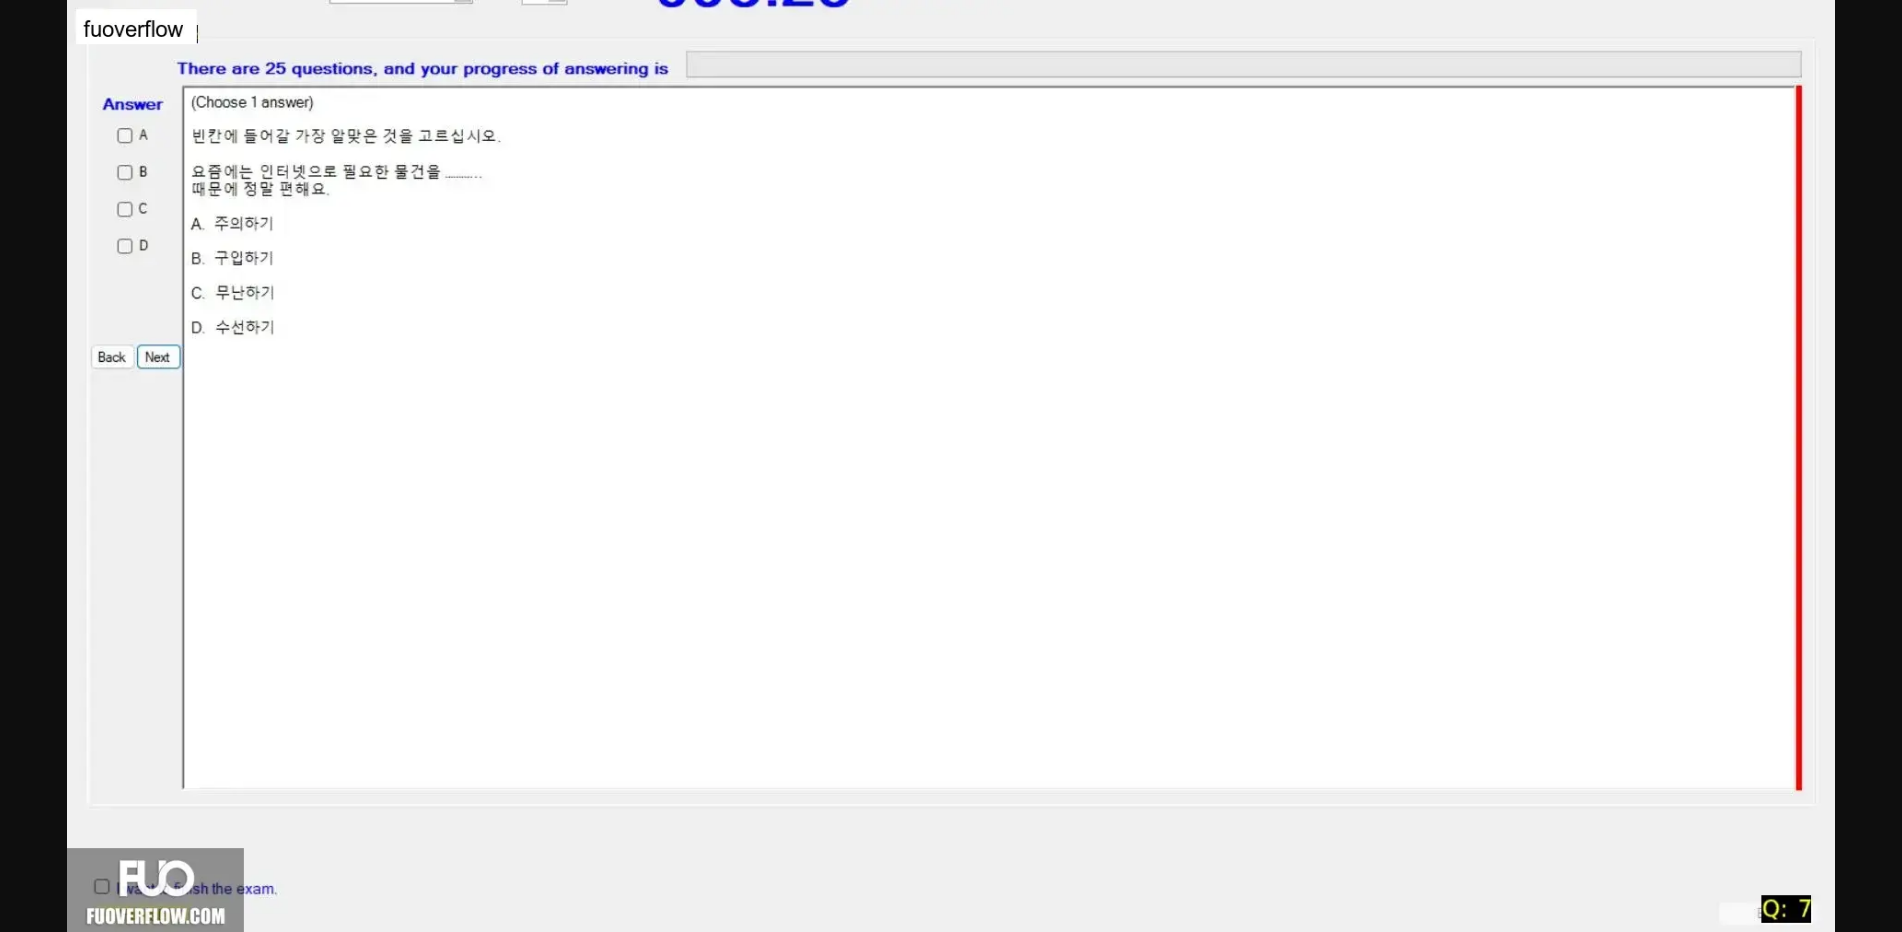 fuoverflow
There are 25 questions, and your progress of answering is
Answer
(Choose 1 answer)
A
빈칸에 들어갈 가장 알맞은 것을 고르십시오.
B
요즘에는 인터넷으로 필요한 물건을 ...........
때문에 정말 편해요.
C
A. 주의하기
D
B. 구입하기
C. 무난하기
D. 수선하기
Back Next
FUO
sh the exam.
FUOVERFLOW.COM
Q: 7